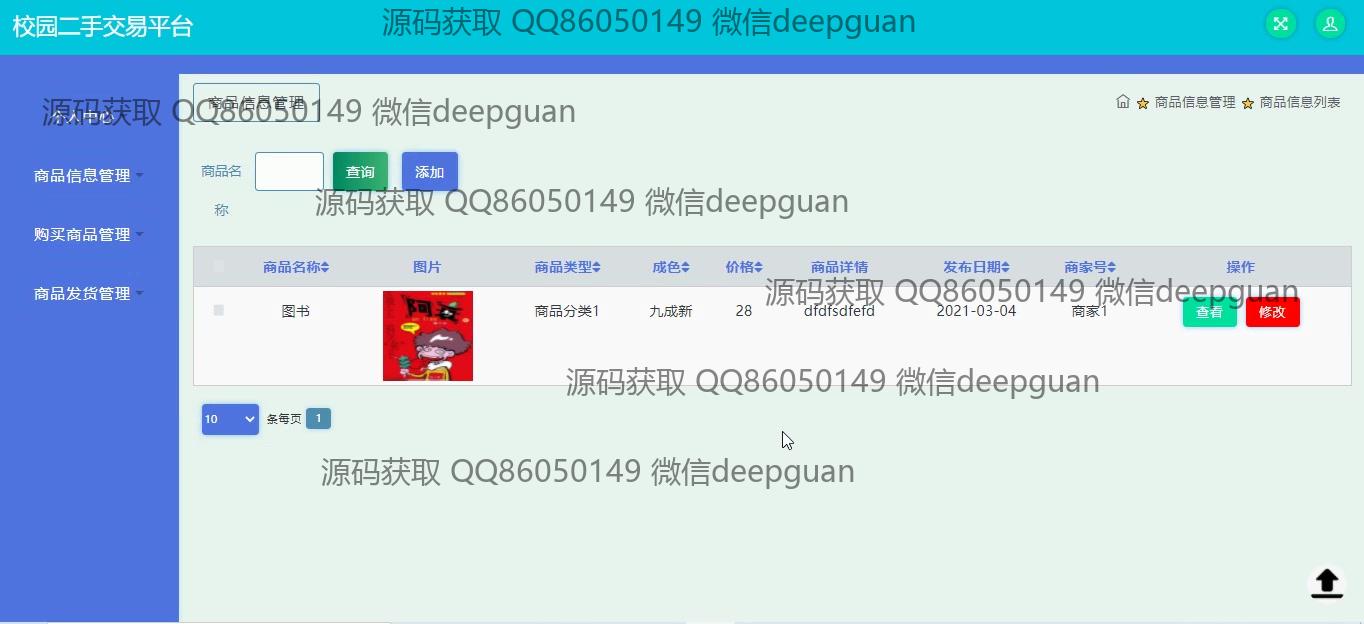 校园二手交易平台
源码获取 QQ86050149 微信deepguan
个人中心
商品信息管理
购买商品管理
商品发货管理
商品信息管理
源码获取 QQ86050149 微信deepguan
商品信息管理 商品信息列表
商品名称
查询 添加
源码获取 QQ86050149 微信deepguan
商品名称 图片 商品类型 成色 价格 商品详情 发布日期 商家号 操作
源码获取 QQ86050149 微信deepguan
图书 商品分类1 九成新 28 dfdfsdfefd 2021-03-04 商家1 查看 修改
阿衰
源码获取 QQ86050149 微信deepguan
10 条每页 1
源码获取 QQ86050149 微信deepguan